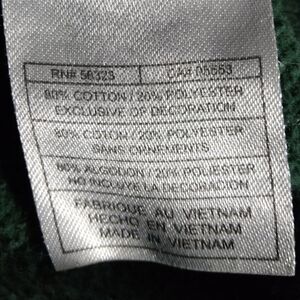 RN# 56323 CA# 05553
80% COTTON / 20% POLYESTER
EXCLUSIVE OF DECORATION
80% COTON / 20% POLYESTER
SANS ORNEMENTS
80% ALGODON / 20% POLIESTER
NO INCLUYE LA DECORACION
FABRIQUE AU VIETNAM
HECHO EN VIETNAM
MADE IN VIETNAM